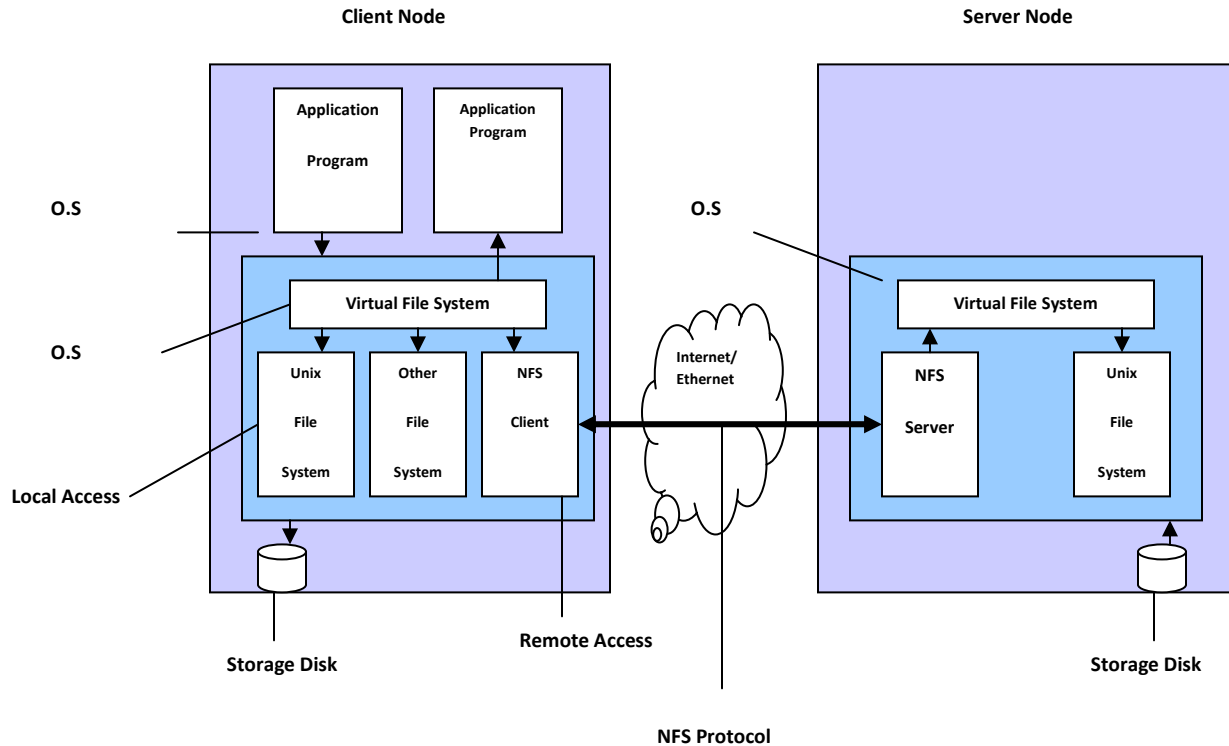 Client Node
Server Node
Application
Program
Application
Program
O.S
O.S
Virtual File System
Virtual File System
O.S
Unix
File
System
Other
File
System
NFS
Client
Internet/
Ethernet
NFS
Server
Unix
File
System
Local Access
Remote Access
Storage Disk
Storage Disk
NFS Protocol